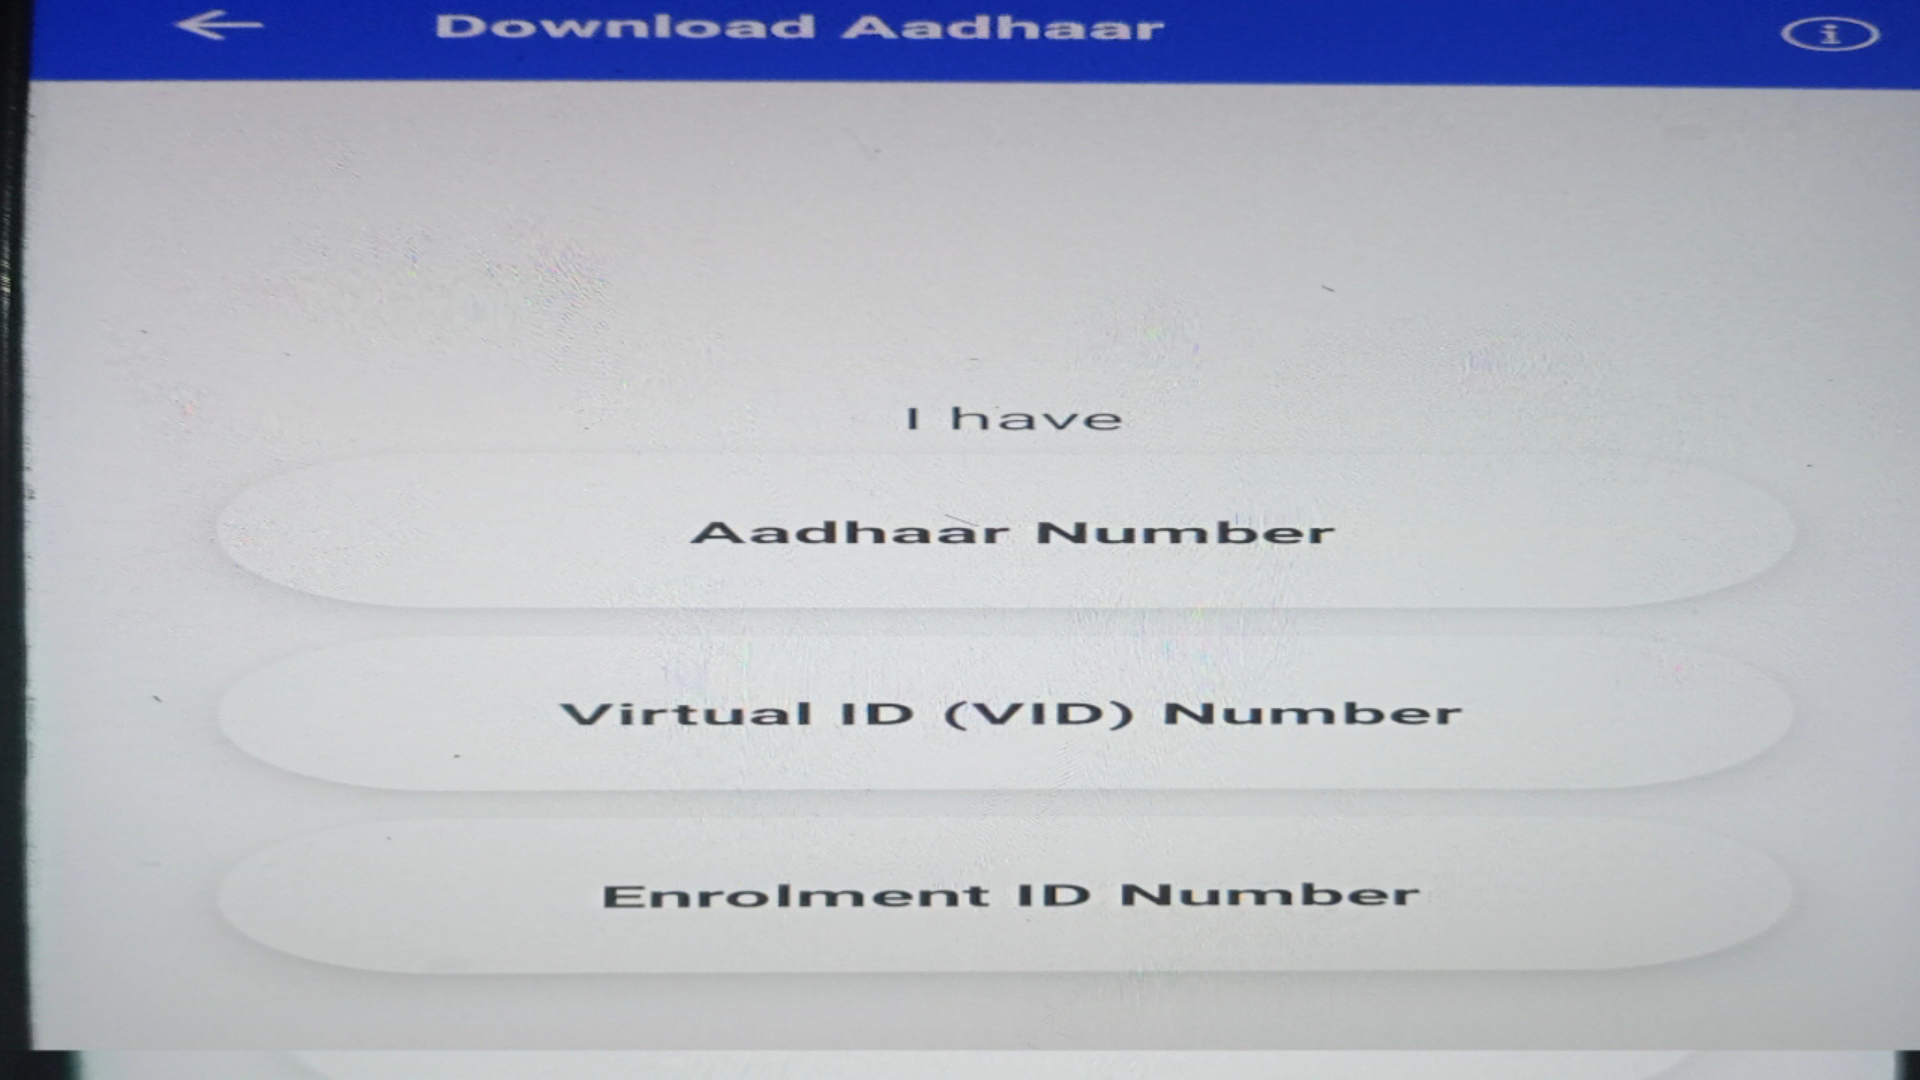 Download Aadhaar
I have
Aadhaar Number
Virtual ID (VID) Number
Enrolment ID Number